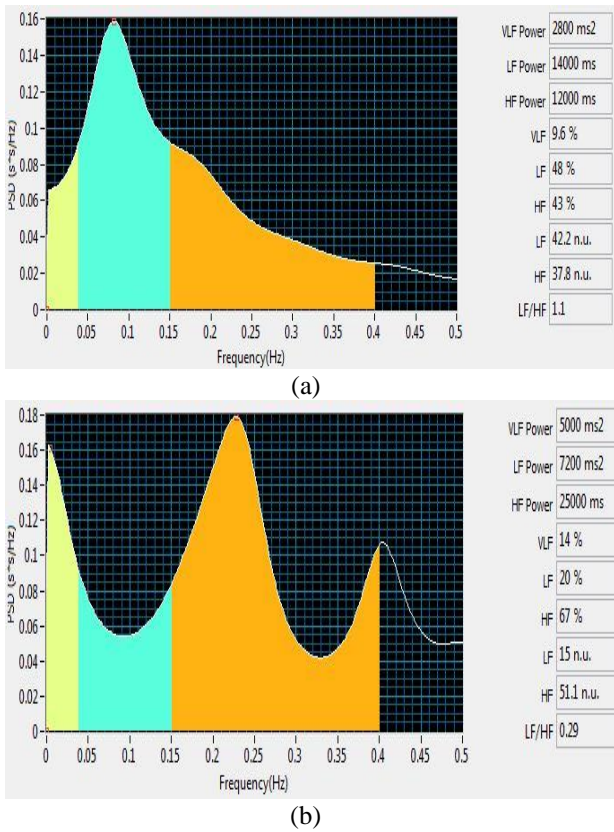 0.16
0.14
0.12
0.1
0.08
0.06
0.04
0.02
0
PSD (s*s/Hz)
0 0.05 0.1 0.15 0.2 0.25 0.3 0.35 0.4 0.45 0.5
Frequency(Hz)
VLF Power 2800 ms2
LF Power 14000 ms
HF Power 12000 ms
VLF 9.6 %
LF 48 %
HF 43 %
LF 42.2 n.u.
HF 37.8 n.u.
LF/HF 1.1
(a)
0.18
0.16
0.14
0.12
0.1
0.08
0.06
0.04
0.02
0
PSD (s*s/Hz)
0 0.05 0.1 0.15 0.2 0.25 0.3 0.35 0.4 0.45 0.5
Frequency(Hz)
VLF Power 5000 ms2
LF Power 7200 ms2
HF Power 25000 ms
VLF 14 %
LF 20 %
HF 67 %
LF 15 n.u.
HF 51.1 n.u.
LF/HF 0.29
(b)